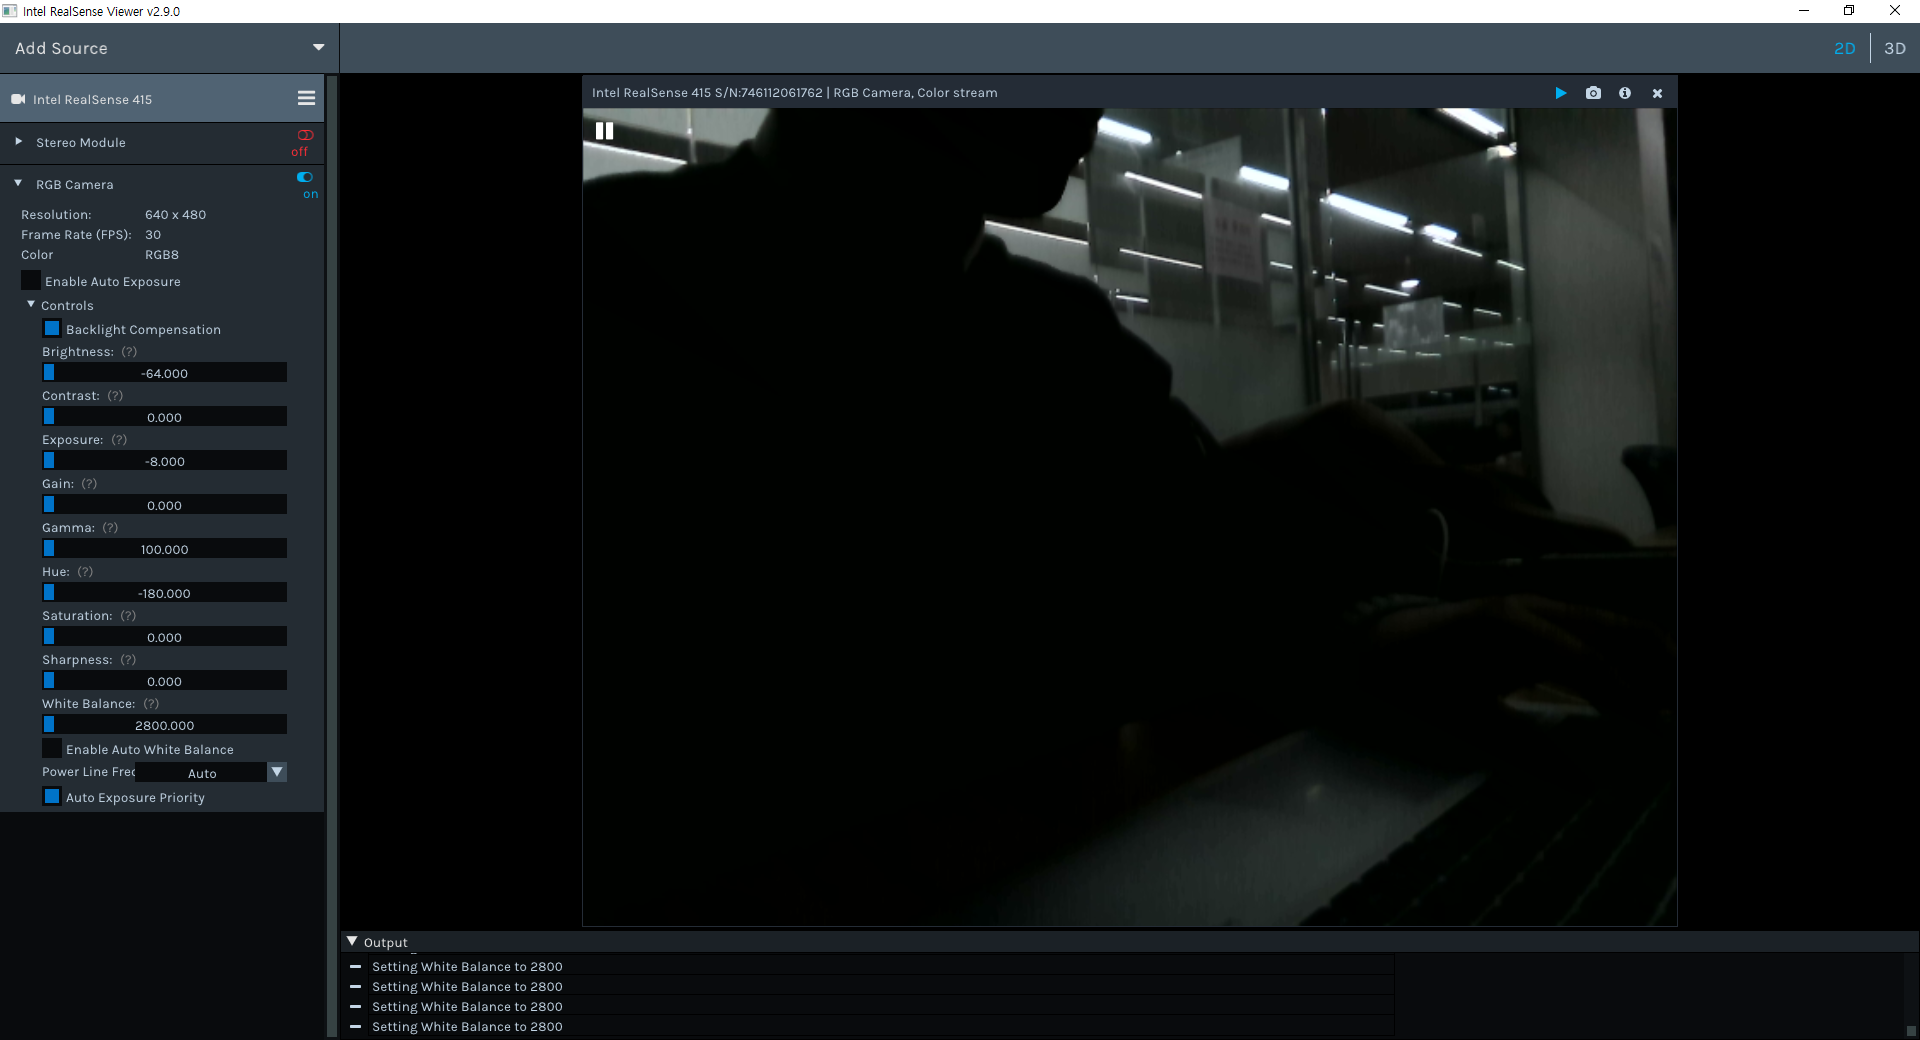 Intel RealSense Viewer v2.9.0
Add Source
2D
3D
Intel RealSense 415
Stereo Module
off
RGB Camera
on
Resolution: 640 x 480
Frame Rate (FPS): 30
Color RGB8
Enable Auto Exposure
Controls
Backlight Compensation
Brightness: (?)
-64.000
Contrast: (?)
0.000
Exposure: (?)
-8.000
Gain: (?)
0.000
Gamma: (?)
100.000
Hue: (?)
-180.000
Saturation: (?)
0.000
Sharpness: (?)
0.000
White Balance: (?)
2800.000
Enable Auto White Balance
Power Line Frec Auto
Auto Exposure Priority
Intel RealSense 415 S/N:746112061762 | RGB Camera, Color stream
Output
Setting White Balance to 2800
Setting White Balance to 2800
Setting White Balance to 2800
Setting White Balance to 2800